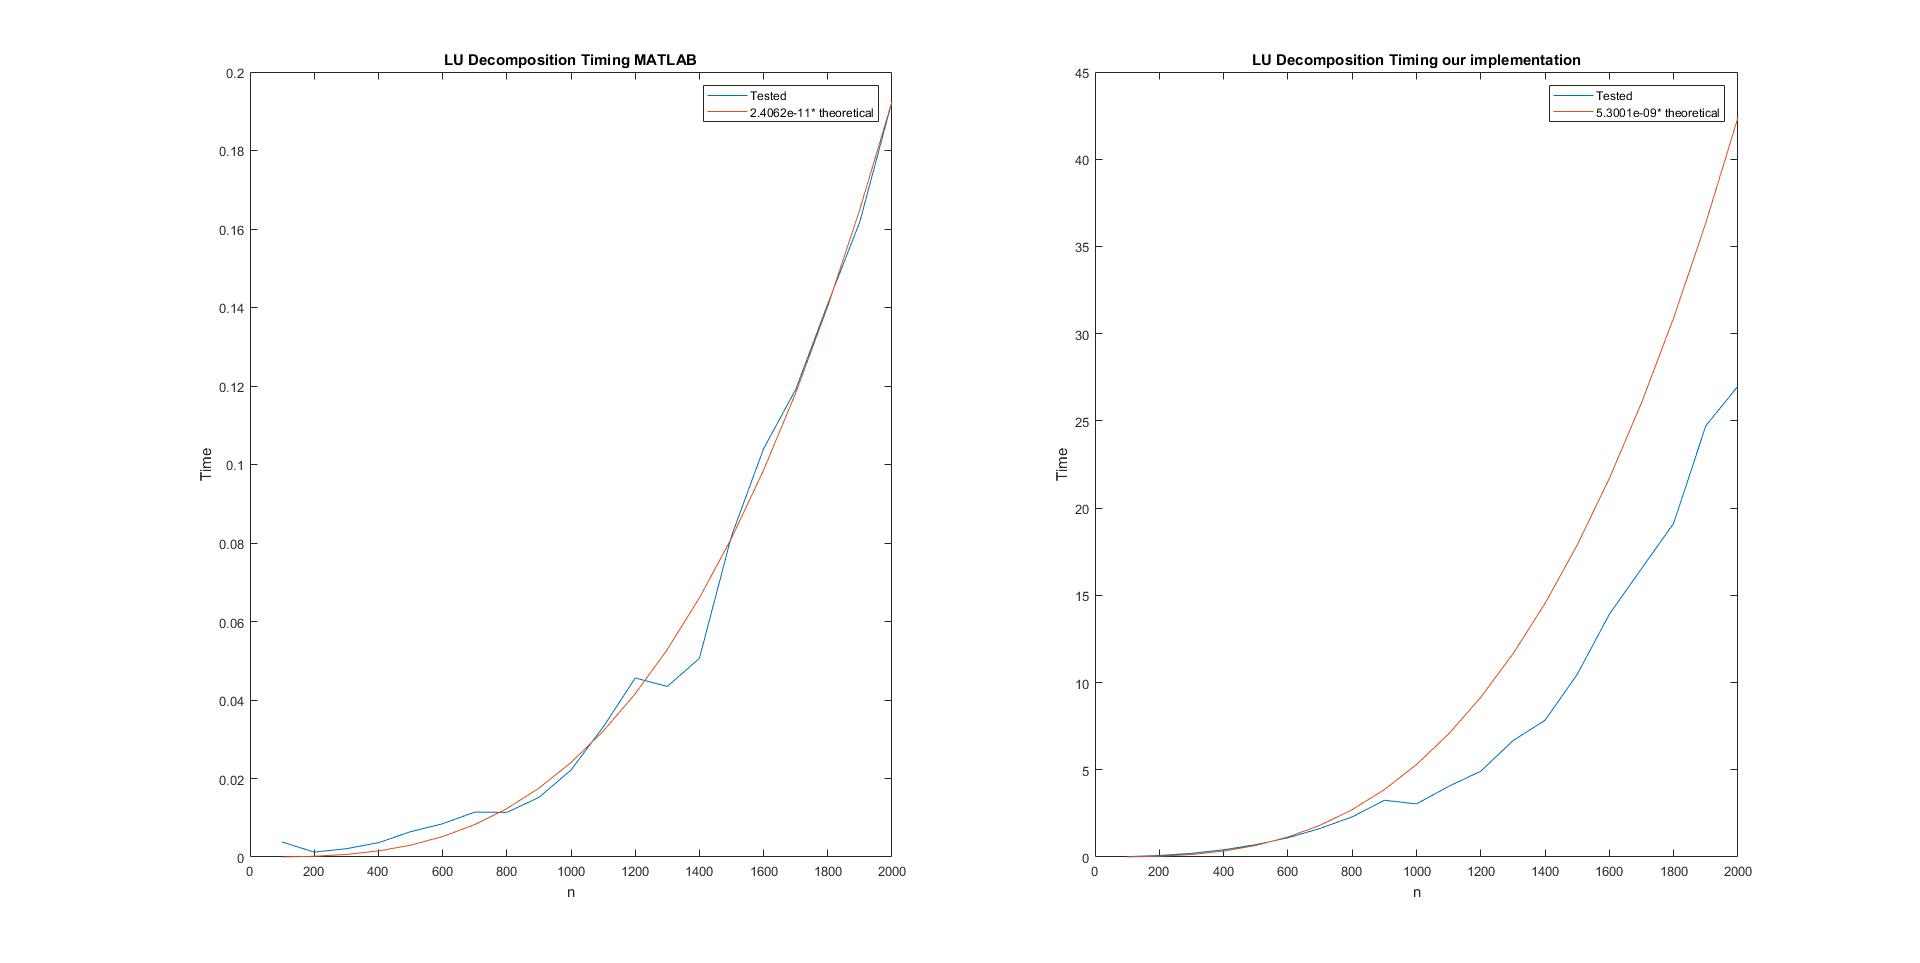 LU Decomposition Timing MATLAB
Tested
2.4062e-11* theoretical
0.2
0.18
0.16
0.14
0.12
0.1
0.08
0.06
0.04
0.02
0
Time
0 200 400 600 800 1000 1200 1400 1600 1800 2000
n
LU Decomposition Timing our implementation
Tested
5.3001e-09* theoretical
45
40
35
30
25
20
15
10
5
0
Time
0 200 400 600 800 1000 1200 1400 1600 1800 2000
n